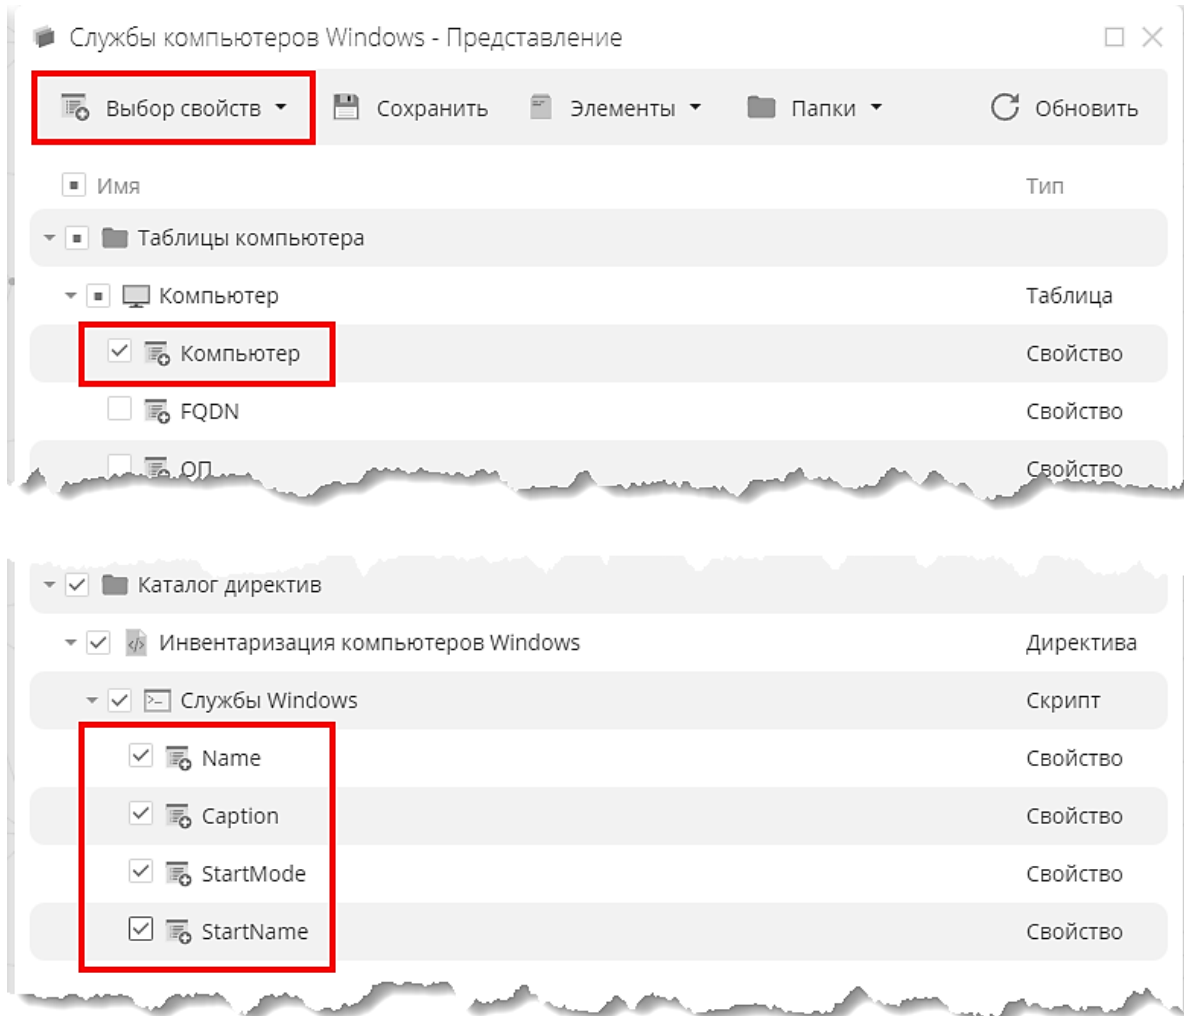 Службы компьютеров Windows - Представление
Выбор свойств Сохранить Элементы Папки Обновить
Имя Тип
Таблицы компьютера
Компьютер Таблица
Компьютер Свойство
FQDN Свойство
ОП Свойство
Каталог директив
Инвентаризация компьютеров Windows Директива
Службы Windows Скрипт
Name Свойство
Caption Свойство
StartMode Свойство
StartName Свойство